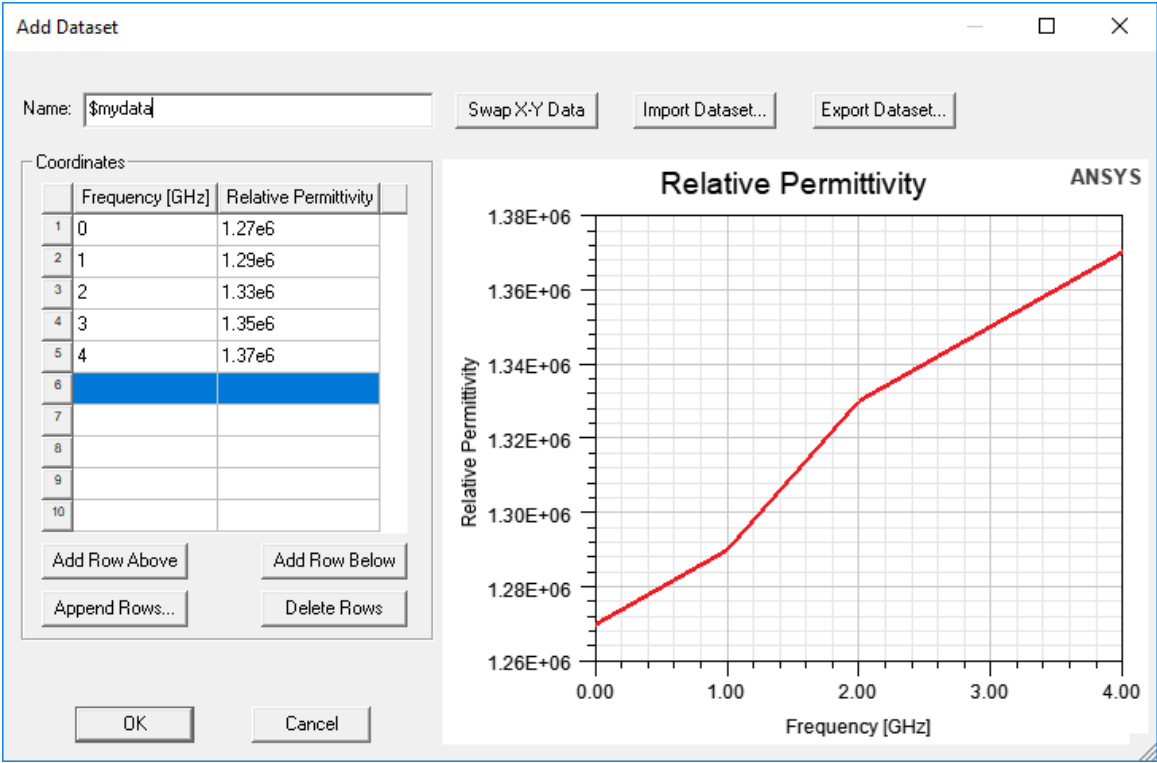 Add Dataset
Name: $mydata
Swap X-Y Data
Import Dataset...
Export Dataset...
Coordinates
Frequency [GHz] Relative Permittivity
1 0 1.27e6
2 1 1.29e6
3 2 1.33e6
4 3 1.35e6
5 4 1.37e6
6
7
8
9
10
Add Row Above
Add Row Below
Append Rows...
Delete Rows
OK
Cancel
Relative Permittivity
ANSYS
1.38E+06
1.36E+06
1.34E+06
1.32E+06
1.30E+06
1.28E+06
1.26E+06
Relative Permittivity
0.00 1.00 2.00 3.00 4.00
Frequency [GHz]